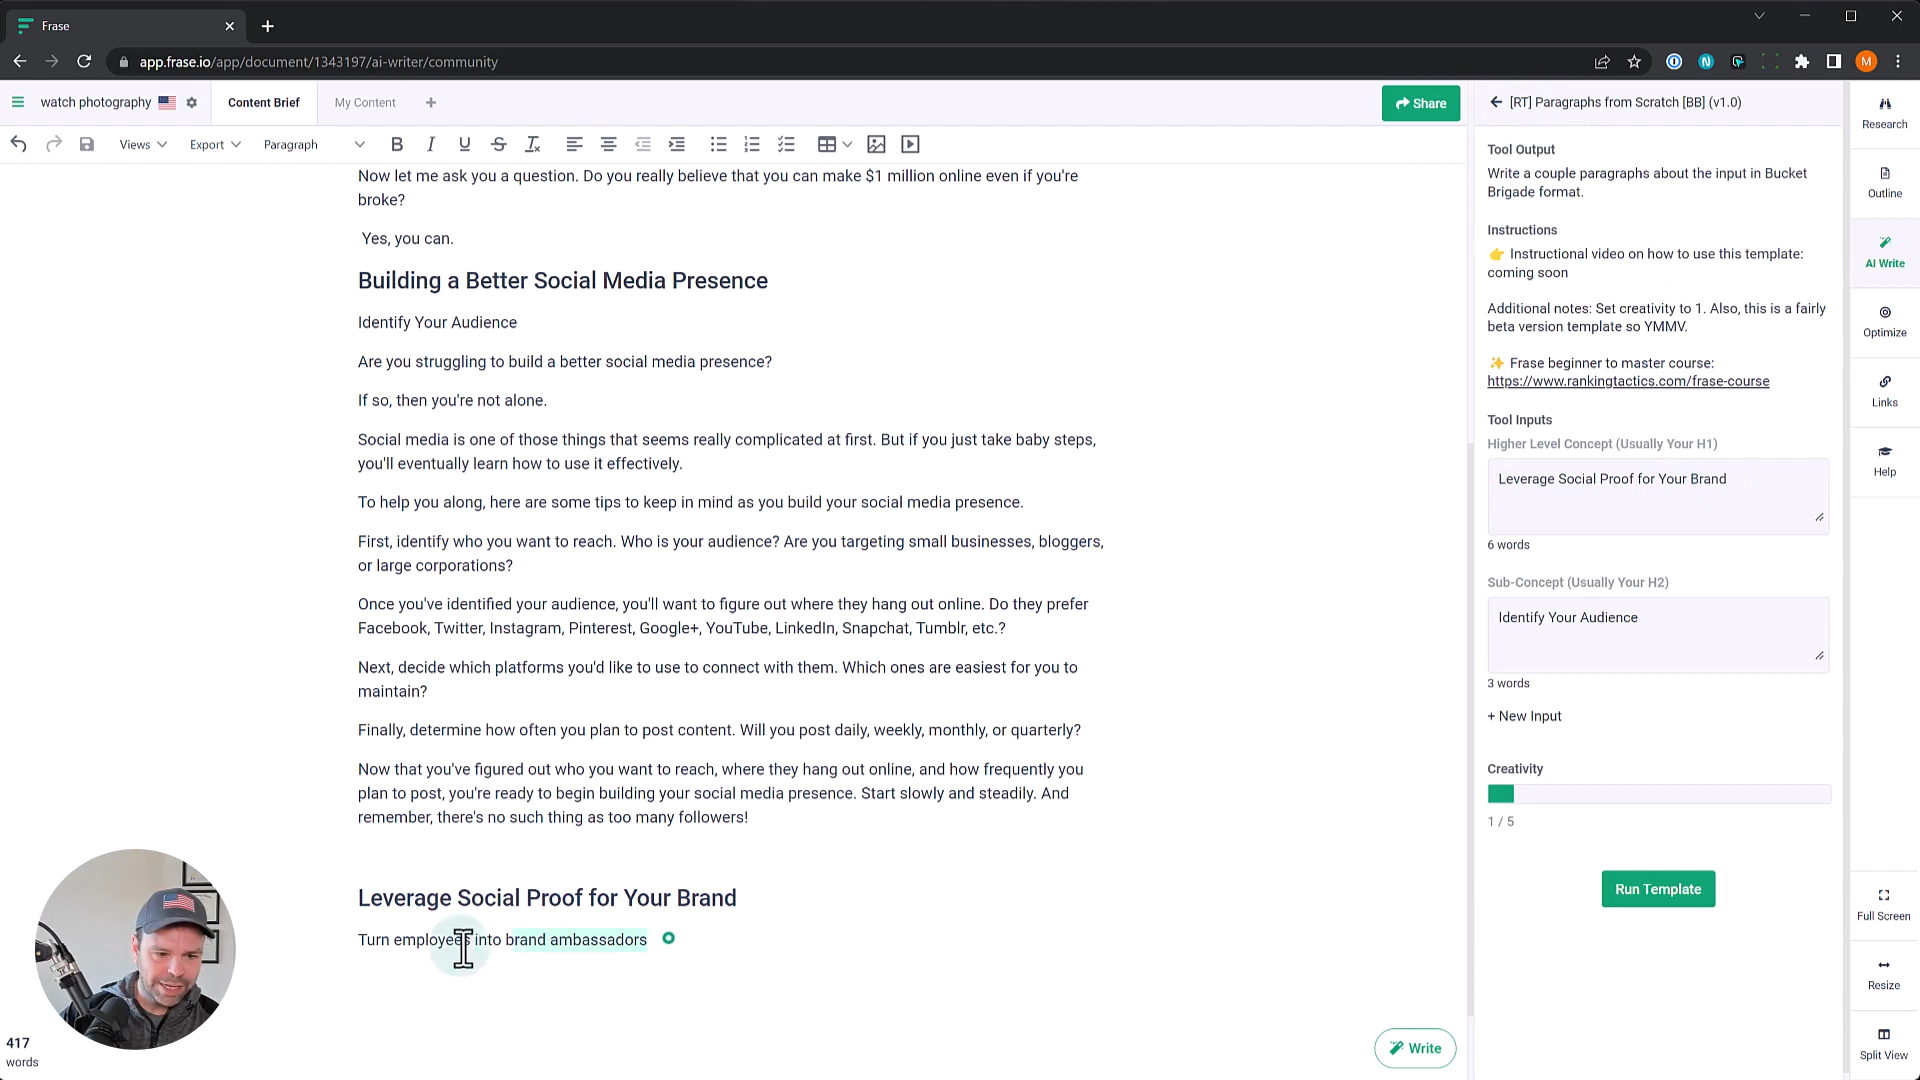 Frase
app.frase.io/app/document/1343197/ai-writer/community
M
watch photography
Content Brief
My Content
Share
Views
Export
Paragraph
Now let me ask you a question. Do you really believe that you can make $1 million online even if you're
broke?
Yes, you can.
Building a Better Social Media Presence
Identify Your Audience
Are you struggling to build a better social media presence?
If so, then you're not alone.
Social media is one of those things that seems really complicated at first. But if you just take baby steps,
you'll eventually learn how to use it effectively.
To help you along, here are some tips to keep in mind as you build your social media presence.
First, identify who you want to reach. Who is your audience? Are you targeting small businesses, bloggers,
or large corporations?
Once you've identified your audience, you'll want to figure out where they hang out online. Do they prefer
Facebook, Twitter, Instagram, Pinterest, Google+, YouTube, LinkedIn, Snapchat, Tumblr, etc.?
Next, decide which platforms you'd like to use to connect with them. Which ones are easiest for you to
maintain?
Finally, determine how often you plan to post content. Will you post daily, weekly, monthly, or quarterly?
Now that you've figured out who you want to reach, where they hang out online, and how frequently you
plan to post, you're ready to begin building your social media presence. Start slowly and steadily. And
remember, there's no such thing as too many followers!
Leverage Social Proof for Your Brand
Turn employees into brand ambassadors
417
words
Write
[RT] Paragraphs from Scratch [BB] (v1.0)
Tool Output
Write a couple paragraphs about the input in Bucket
Brigade format.
Instructions
👉 Instructional video on how to use this template:
coming soon
Additional notes: Set creativity to 1. Also, this is a fairly
beta version template so YMMV.
✨ Frase beginner to master course:
https://www.rankingtactics.com/frase-course
Tool Inputs
Higher Level Concept (Usually Your H1)
Leverage Social Proof for Your Brand
6 words
Sub-Concept (Usually Your H2)
Identify Your Audience
3 words
+ New Input
Creativity
1 / 5
Run Template
Research
Outline
AI Write
Optimize
Links
Help
Full Screen
Resize
Split View